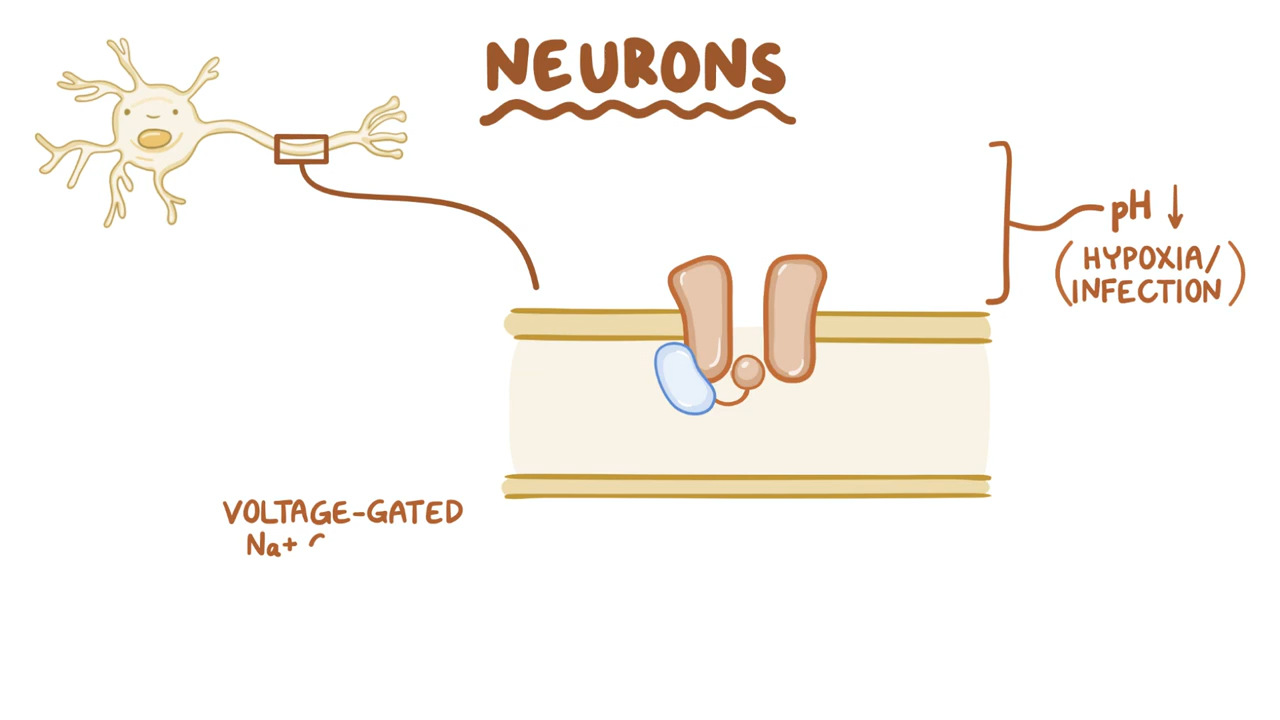 NEURONS
pH ↓
(HYPOXIA/
INFECTION)
VOLTAGE-GATED
Na+